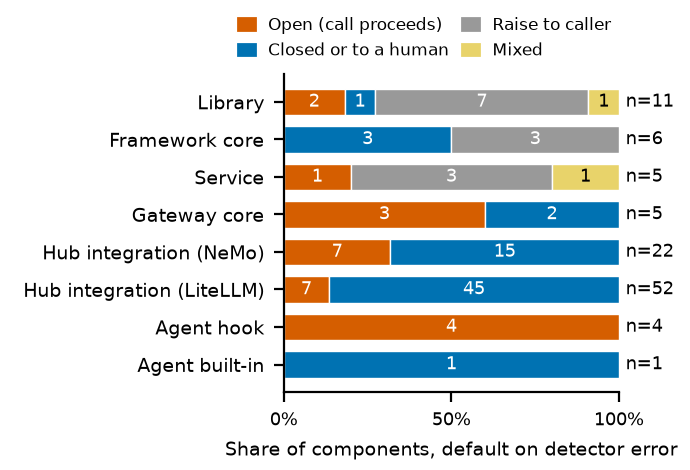 Open (call proceeds) Raise to caller
Closed or to a human Mixed
Library 2 1 7 1 n=11
Framework core 3 3 n=6
Service 1 3 1 n=5
Gateway core 3 2 n=5
Hub integration (NeMo) 7 15 n=22
Hub integration (LiteLLM) 7 45 n=52
Agent hook 4 n=4
Agent built-in 1 n=1
0% 50% 100%
Share of components, default on detector error